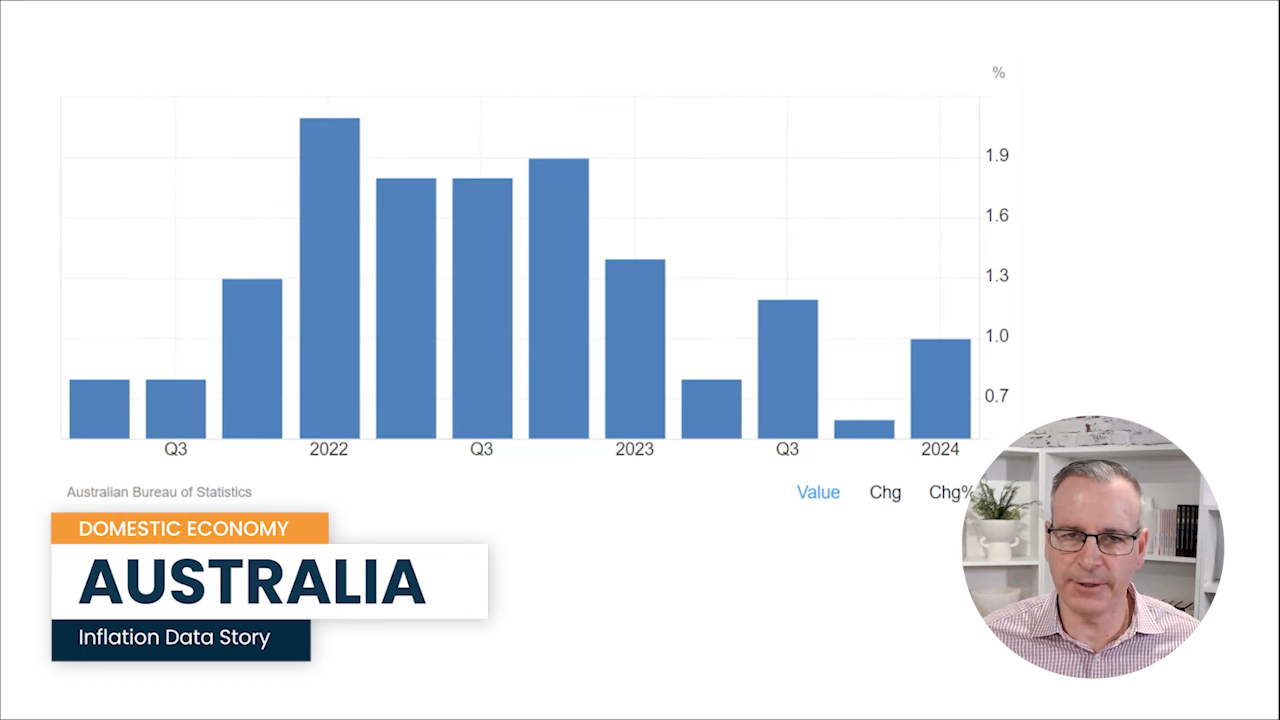 %
1.9
1.6
1.3
1.0
0.7
Q3 2022 Q3 2023 Q3 2024
Australian Bureau of Statistics Value Chg Chg%
DOMESTIC ECONOMY
AUSTRALIA
Inflation Data Story